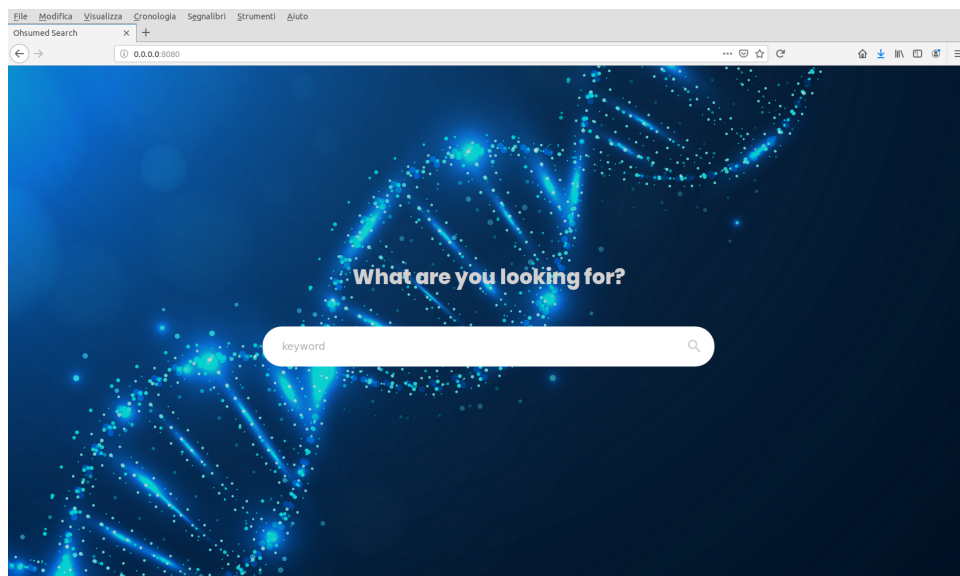 File Modifica Visualizza Cronologia Segnalibri Strumenti Aiuto
Ohsumed Search
0.0.0.0:8080
What are you looking for?
keyword